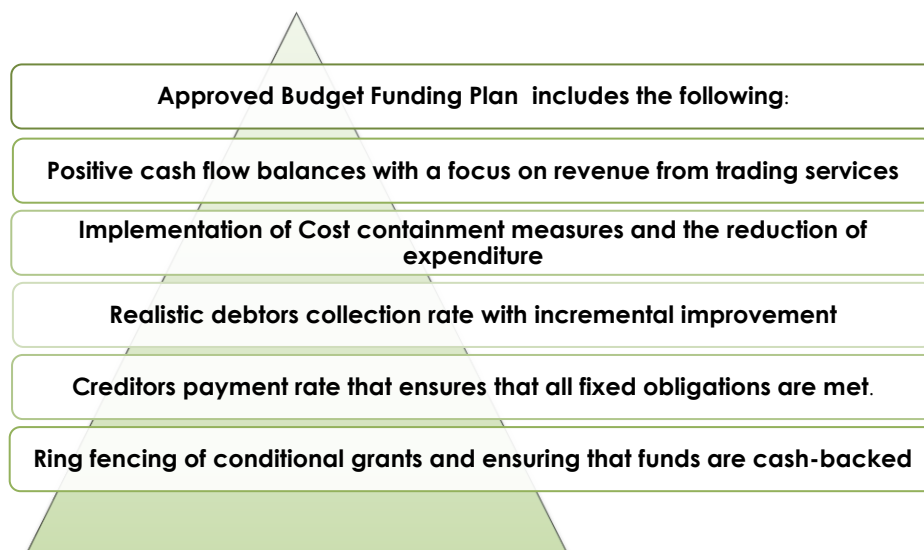 Approved Budget Funding Plan  includes the following:
Positive cash flow balances with a focus on revenue from trading services
Implementation of Cost containment measures and the reduction of
expenditure
Realistic debtors collection rate with incremental improvement
Creditors payment rate that ensures that all fixed obligations are met.
Ring fencing of conditional grants and ensuring that funds are cash-backed